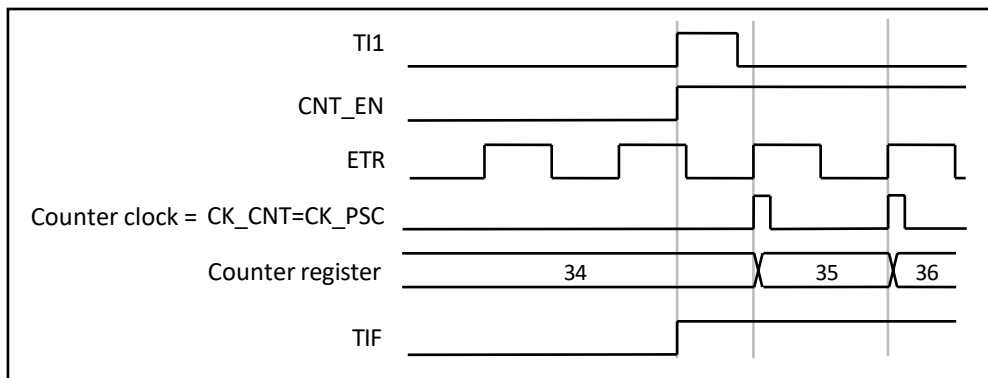 TI1
CNT_EN
ETR
Counter clock = CK_CNT=CK_PSC
Counter register 34 35 36
TIF